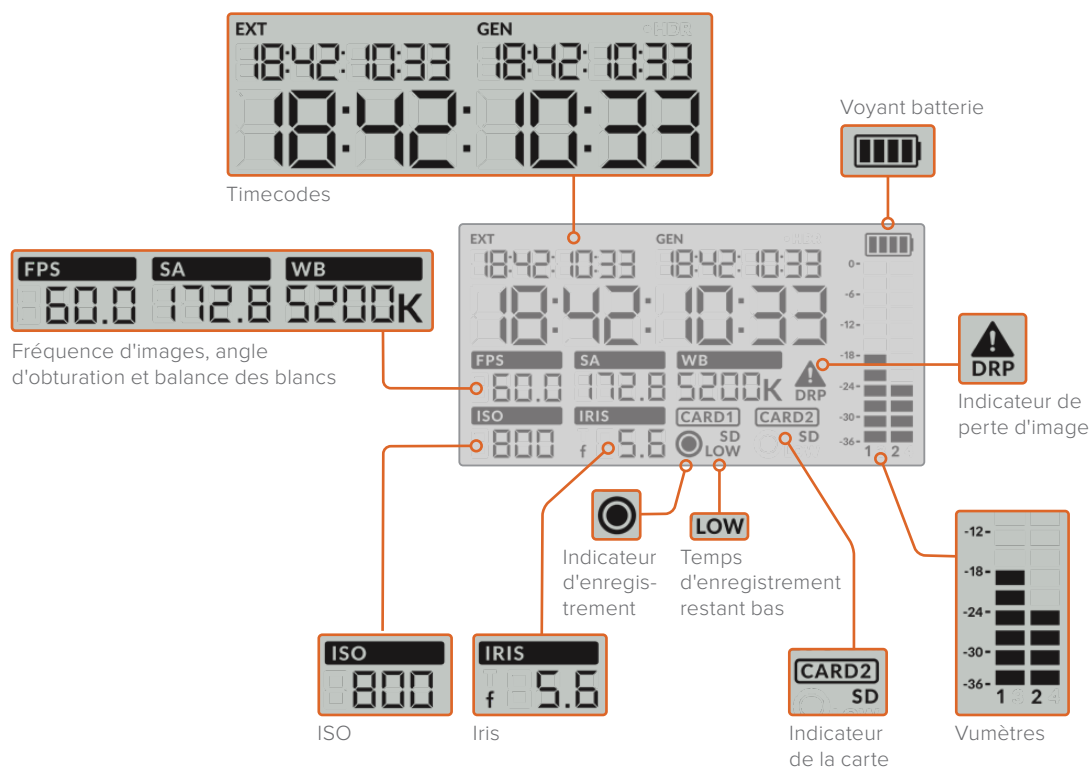 EXT GEN
18:42:10:33 18:42:10:33
18:42:10:33
Timecodes
Voyant batterie
FPS SA WB
60.0 172.8 5200K
Fréquence d'images, angle
d'obturation et balance des blancs
EXT GEN
18:42:10:33 18:42:10:33
18:42:10:33
FPS SA WB
60.0 172.8 5200K
DRP
ISO IRIS CARD1 CARD2
800 f 5.6 SD SD
LOW
0-
-6-
-12-
-18-
-24-
-30-
-36-
1 2
DRP
Indicateur de
perte d'image
Indicateur
d'enregis-
trement
LOW
Temps
d'enregistrement
restant bas
ISO
800
ISO
IRIS
f 5.6
Iris
CARD2
SD
Indicateur
de la carte
-12-
-18-
-24-
-30-
-36-
1 2
Vumètres